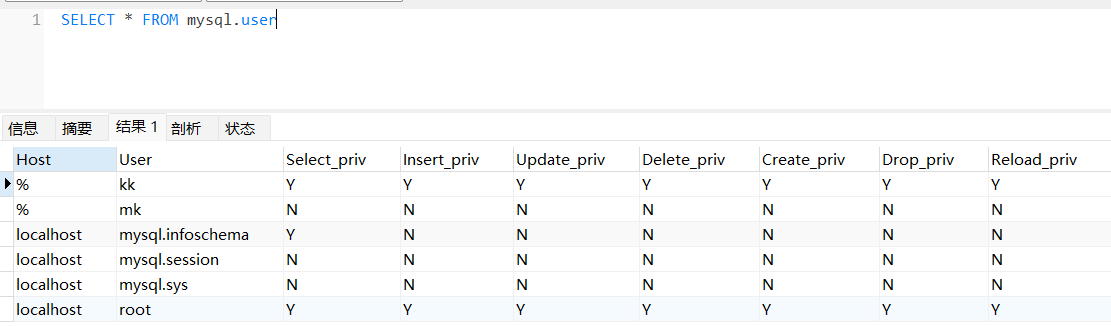 1 SELECT * FROM mysql.user
信息 摘要 结果 1 剖析 状态
Host User Select_priv Insert_priv Update_priv Delete_priv Create_priv Drop_priv Reload_priv
% kk Y Y Y Y Y Y Y
% mk N N N N N N N
localhost mysql.infoschema Y N N N N N N
localhost mysql.session N N N N N N N
localhost mysql.sys N N N N N N N
localhost root Y Y Y Y Y Y Y